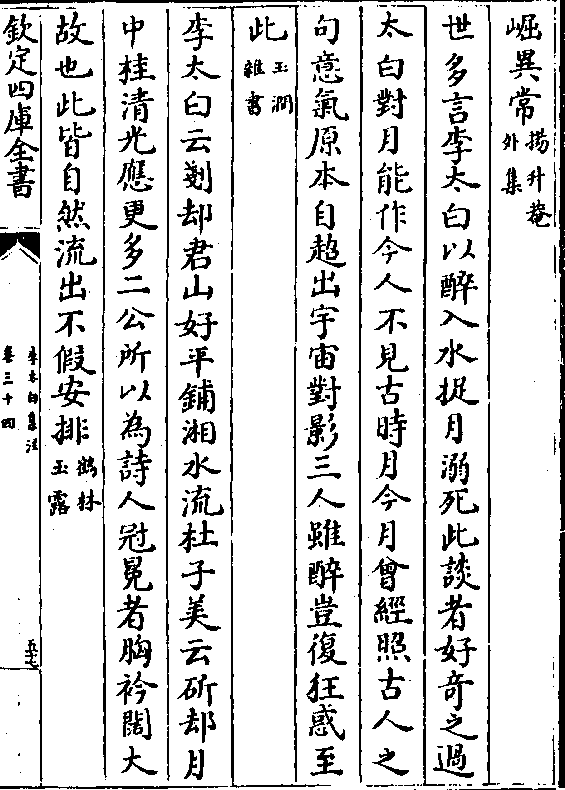 崛異常楊升菴外集
世多言李太白以醉入水捉月溺死此談者好奇之過
太白對月能作今人不見古時月今月曾經照古人之
句意氣原本自超出宇宙對影三人雖醉豈復狂惑至
此玉澗雜書
李太白云剗却君山好平鋪湘水流杜子美云斫却月
中桂清光應更多二公所以為詩人冠冕者胸衿闊大
故也此皆自然流出不假安排鶴林玉露
欽定四庫全書
李太白集注
卷三十四